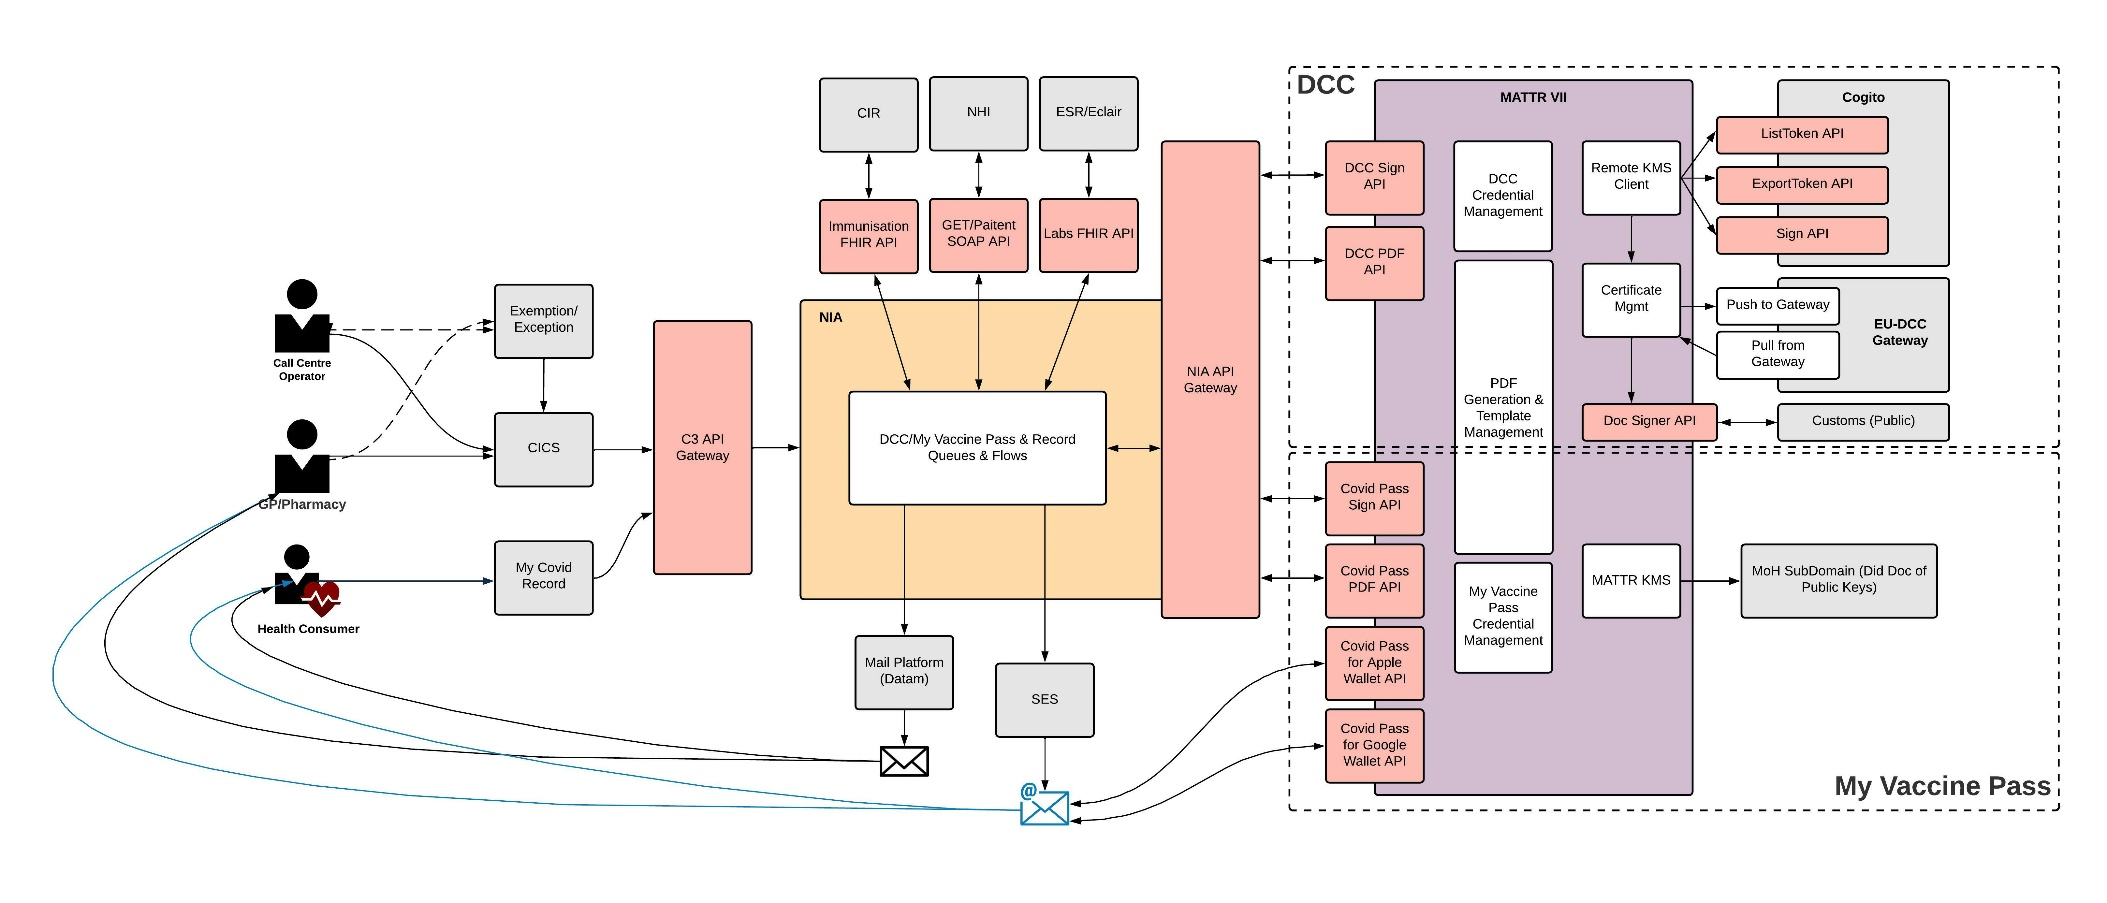 DCC
MATTR VII
Cogito
CIR
NHI
ESR/Eclair
ListToken API
ExportToken API
Sign API
DCC Sign
API
DCC
Credential
Management
Remote KMS
Client
Immunisation
FHIR API
GET/Paitent
SOAP API
Labs FHIR API
DCC PDF
API
Certificate
Mgmt
Push to Gateway
Pull from
Gateway
EU-DCC
Gateway
Exemption/
Exception
NIA
Call Centre
Operator
NIA API
Gateway
PDF
Generation &
Template
Management
Doc Signer API
Customs (Public)
CICS
C3 API
Gateway
DCC/My Vaccine Pass & Record
Queues & Flows
GP/Pharmacy
Covid Pass
Sign API
My Covid
Record
Covid Pass
PDF API
MATTR KMS
MoH SubDomain (Did Doc of
Public Keys)
Health Consumer
My Vaccine
Pass
Credential
Management
Mail Platform
(Datam)
SES
Covid Pass
for Apple
Wallet API
Covid Pass
for Google
Wallet API
@
My Vaccine Pass